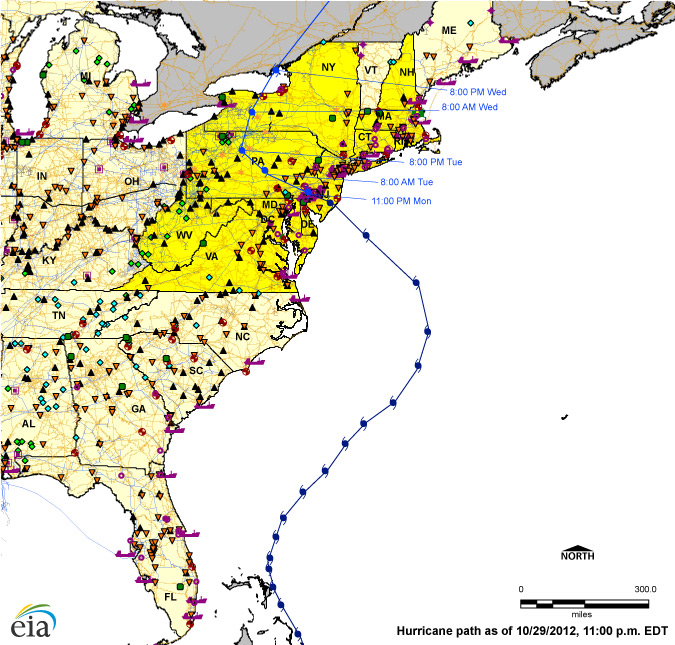 ME
NY
VT
NH
MI
8:00 PM Wed
8:00 AM Wed
MA
CT
RI
PA
8:00 PM Tue
IN
OH
8:00 AM Tue
NJ
11:00 PM Mon
MD
DC
DE
WV
VA
KY
TN
NC
SC
GA
AL
NORTH
FL
0 300.0
miles
eia
Hurricane path as of 10/29/2012, 11:00 p.m. EDT